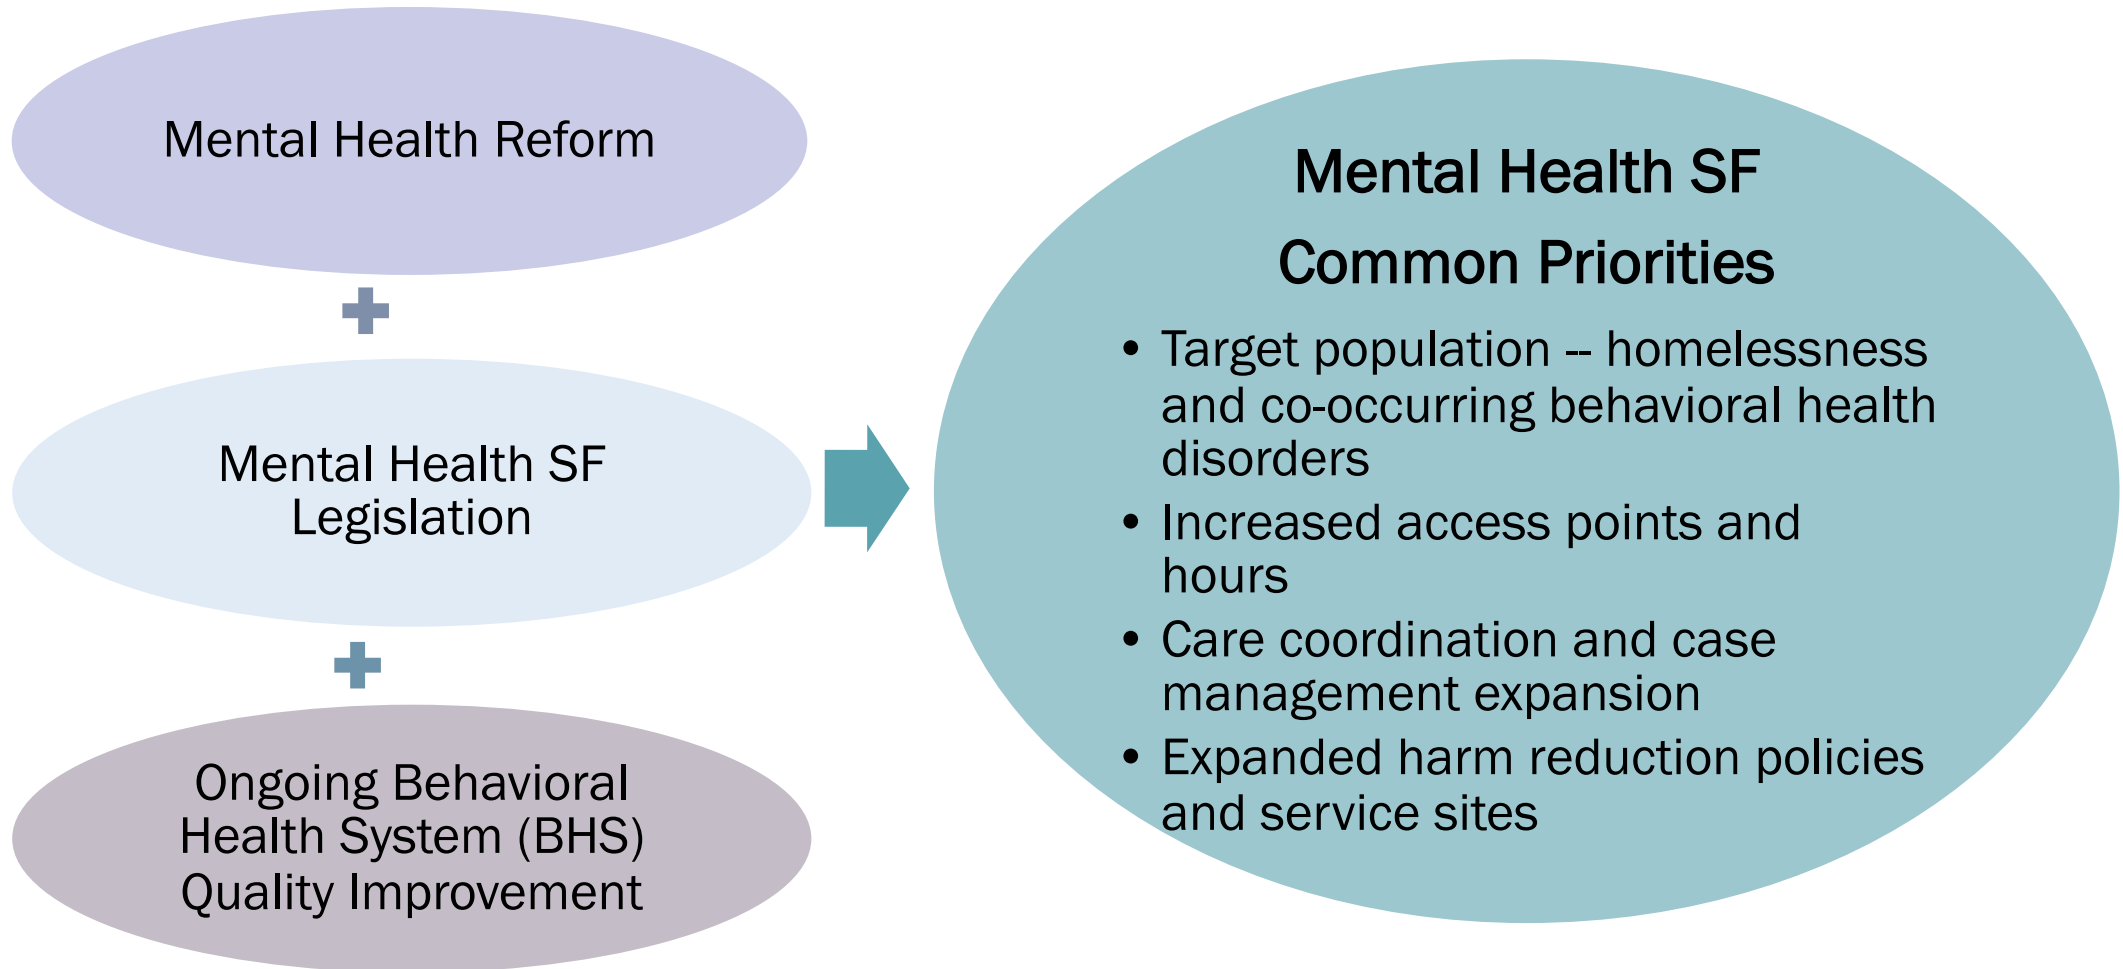 Mental Health Reform
Mental Health SF
Legislation
Ongoing Behavioral
Health System (BHS)
Quality Improvement
Mental Health SF
Common Priorities
• Target population -- homelessness
and co-occurring behavioral health
disorders
• Increased access points and
hours
• Care coordination and case
management expansion
• Expanded harm reduction policies
and service sites